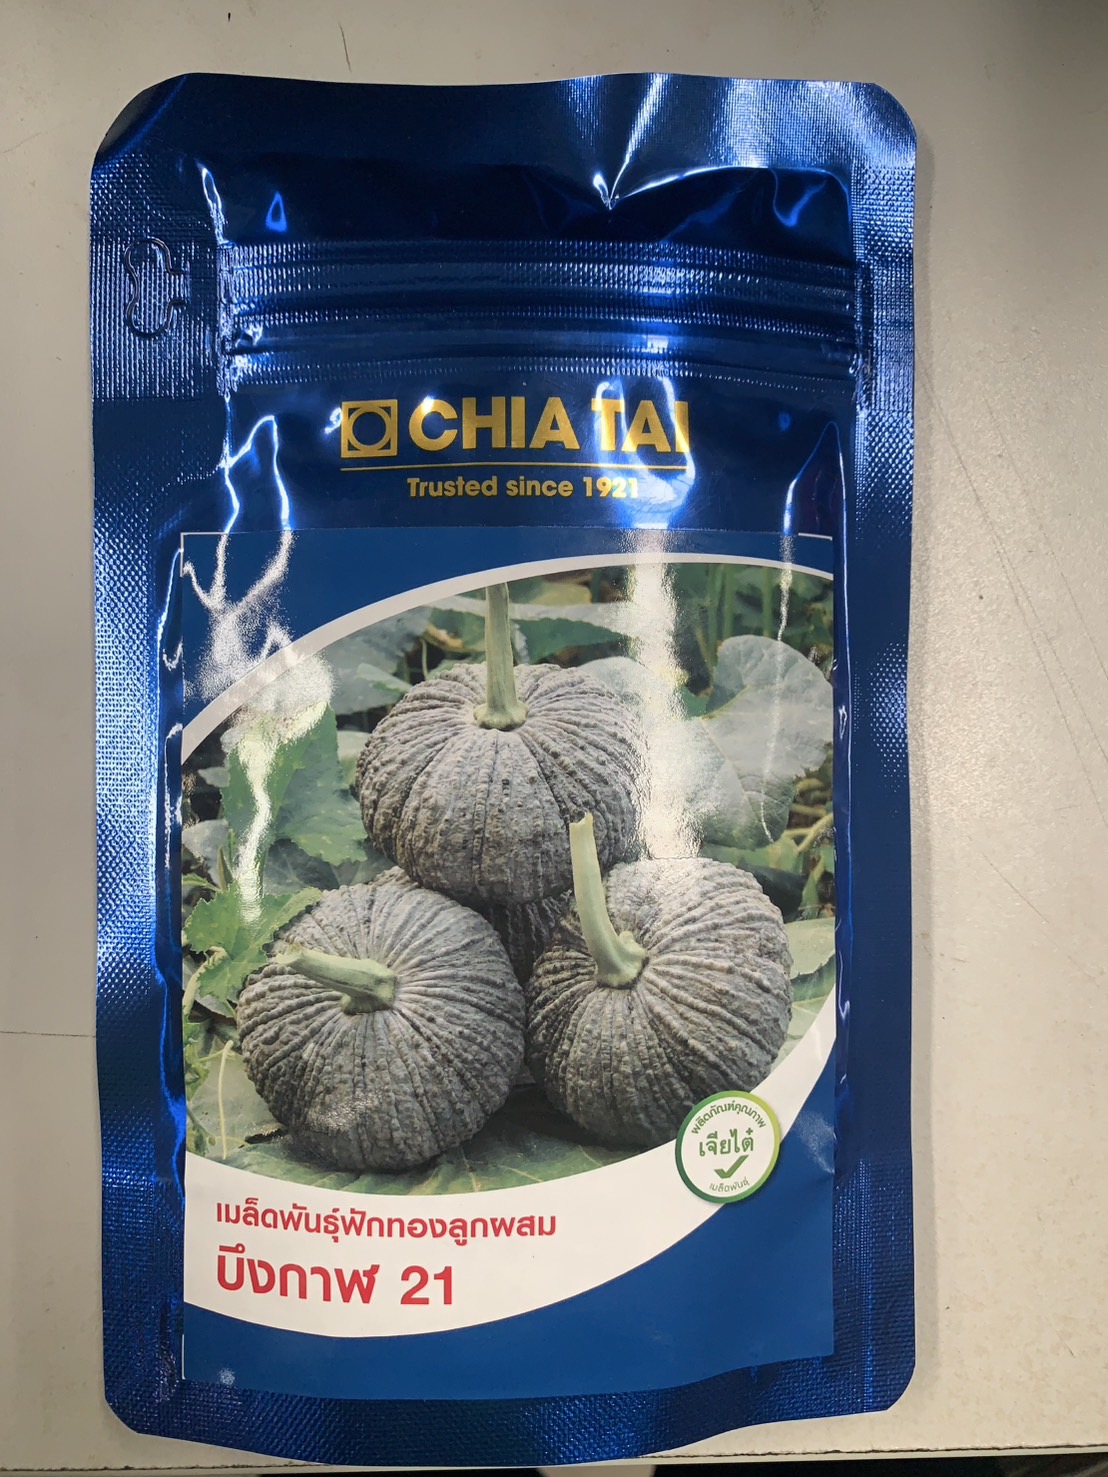 CHIA TAI
Trusted since 1921
ผลิตภัณฑ์คุณภาพ
เจียไต๋
เมล็ดพันธุ์
เมล็ดพันธุ์ฟักทองลูกผสม
บึงกาฬ 21